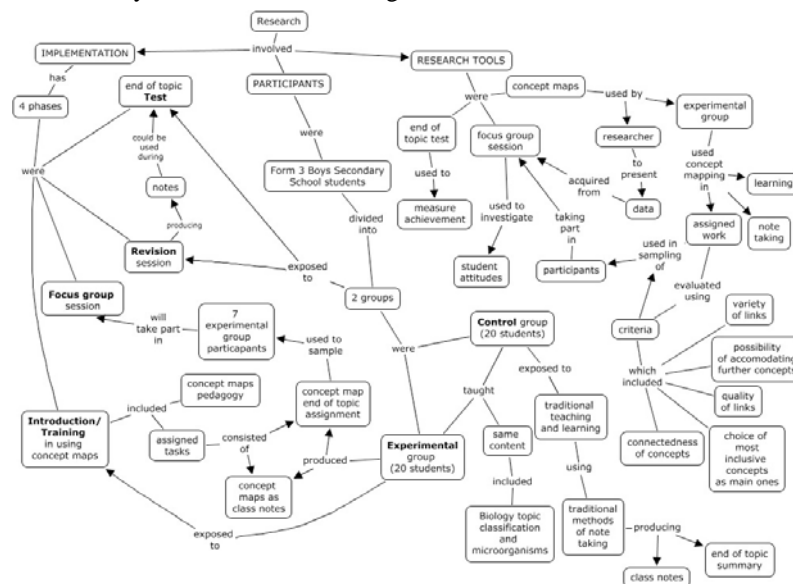 Research
involved
IMPLEMENTATION
RESEARCH TOOLS
PARTICIPANTS
has
4 phases
were
end of topic
Test
could be
used
during
notes
producing
Revision
session
Focus group
session
will
take part
in
7
experimental
group
particapants
used to
sample
Introduction/
Training
in using
concept maps
included
concept maps
pedagogy
assigned
tasks
consisted
of
concept map
end of topic
assignment
concept
maps as
class notes
produced
exposed
to
were
Form 3 Boys Secondary
School students
divided
into
2 groups
exposed
to
were
Control group
(20 students)
Experimental
group
(20 students)
taught
same
content
included
Biology topic
classification
and
microorganisms
exposed to
traditional
teaching
and learning
using
traditional
methods
of note
taking
producing
class notes
end of topic
summary
were
end of
topic test
used to
measure
achievement
focus group
session
used to
investigate
student
attitudes
concept maps
used by
researcher
to
present
data
acquired
from
experimental
group
used
concept
mapping
in
learning
note
taking
assigned
work
taking
part
in
participants
used in
sampling
of
evaluated
using
criteria
which
included
variety
of links
possibility
of accomodating
further concepts
quality
of links
choice of
most
inclusive
concepts
as main ones
connectedness
of concepts